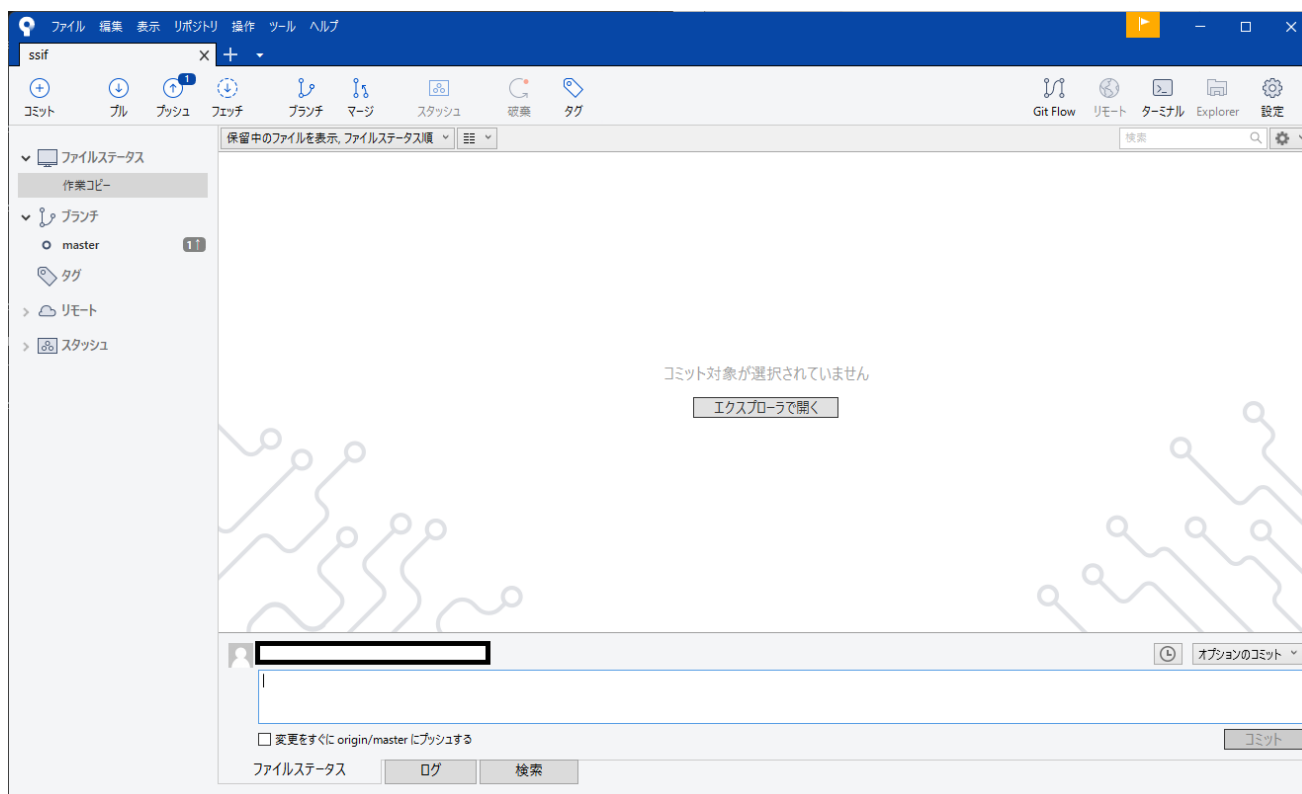 ファイル 編集 表示 リポジトリ 操作 ツール ヘルプ
ssif
1
コミット プル プッシュ フェッチ ブランチ マージ スタッシュ 破棄 タグ Git Flow リモート ターミナル Explorer 設定
保留中のファイルを表示, ファイルステータス順 検索
ファイルステータス
作業コピー
ブランチ
master 1↑
タグ
リモート
スタッシュ
コミット対象が選択されていません
エクスプローラで開く
オプションのコミット
変更をすぐに origin/master にプッシュする
コミット
ファイルステータス ログ 検索